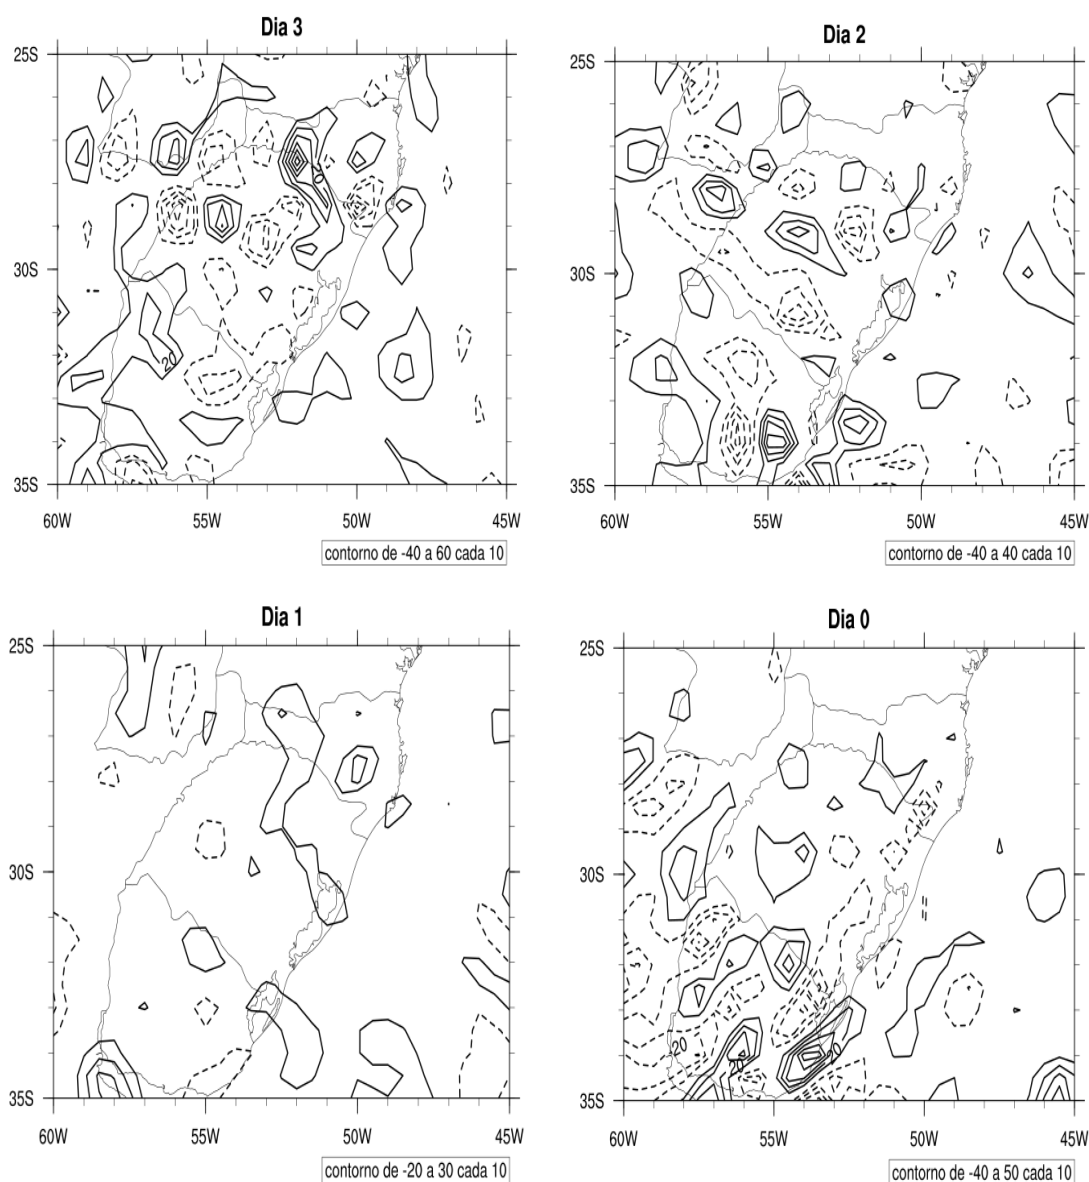 Dia 3
25S
30S
35S
20
60W 55W 50W 45W
contorno de -40 a 60 cada 10
Dia 2
25S
30S
35S
60W 55W 50W 45W
contorno de -40 a 40 cada 10
Dia 1
25S
30S
35S
60W 55W 50W 45W
contorno de -20 a 30 cada 10
Dia 0
25S
30S
20
20
20
35S
60W 55W 50W 45W
contorno de -40 a 50 cada 10